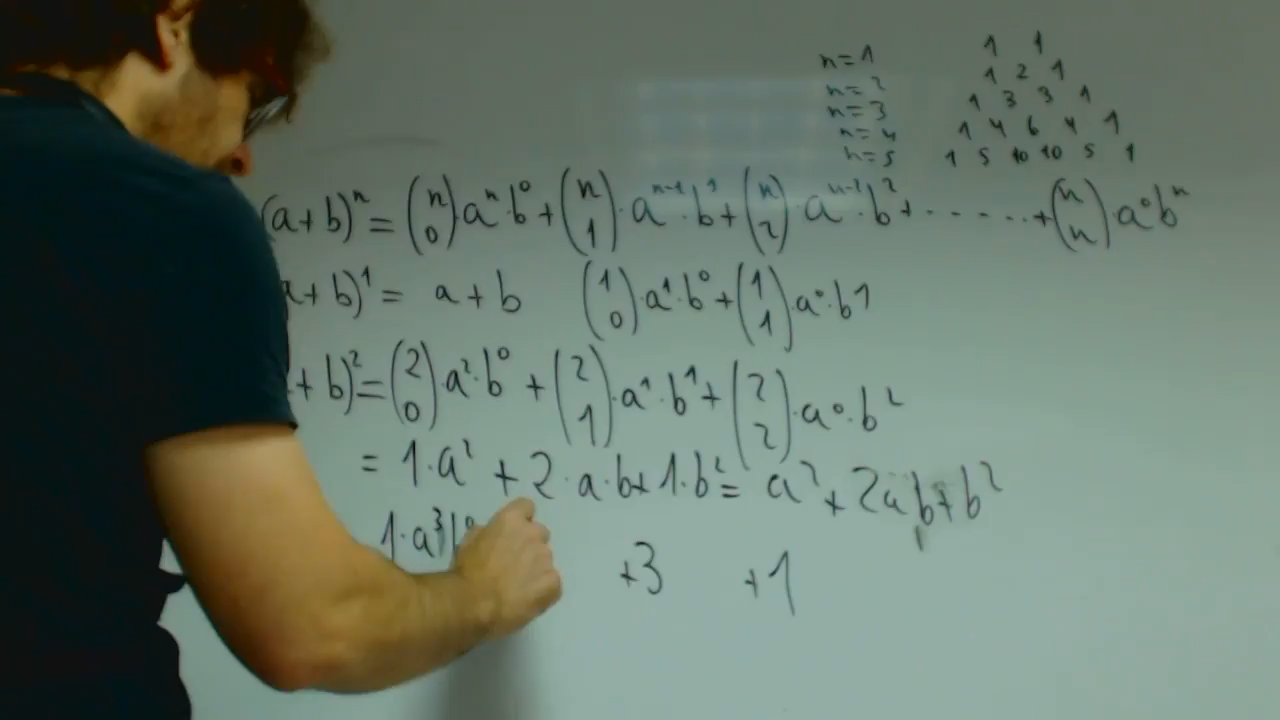 n=1 1 1
n=2 1 2 1
n=3 1 3 3 1
n=4 1 4 6 4 1
n=5 1 5 10 10 5 1
(a+b)ⁿ = (n 0) aⁿ·b⁰ + (n 1)·aⁿ⁻¹·b¹ + (n 2)·aⁿ⁻²·b² + ------ + (n n)·a⁰bⁿ
a+b)¹ = a+b (1 0)·a¹·b⁰ + (1 1)·a⁰·b1
+b)² = (2 0)·a²·b⁰ + (2 1)·a¹·b¹ + (2 2)·a⁰·b²
= 1·a² + 2·a·b + 1·b² = a² + 2ab + b²
1·a³b⁰ +3 +1